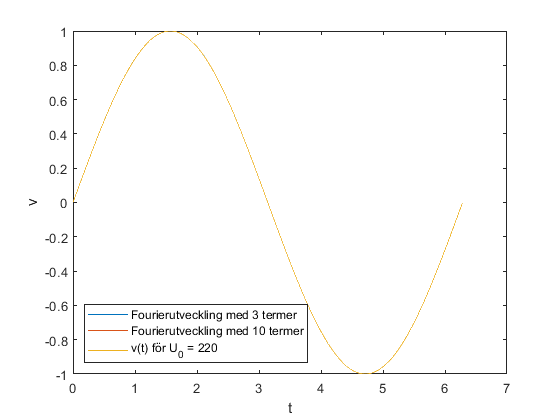 1
0.8
0.6
0.4
0.2
0
-0.2
-0.4
-0.6
-0.8
-1
v
Fourierutveckling med 3 termer
Fourierutveckling med 10 termer
v(t) för U0 = 220
0 1 2 3 4 5 6 7
t